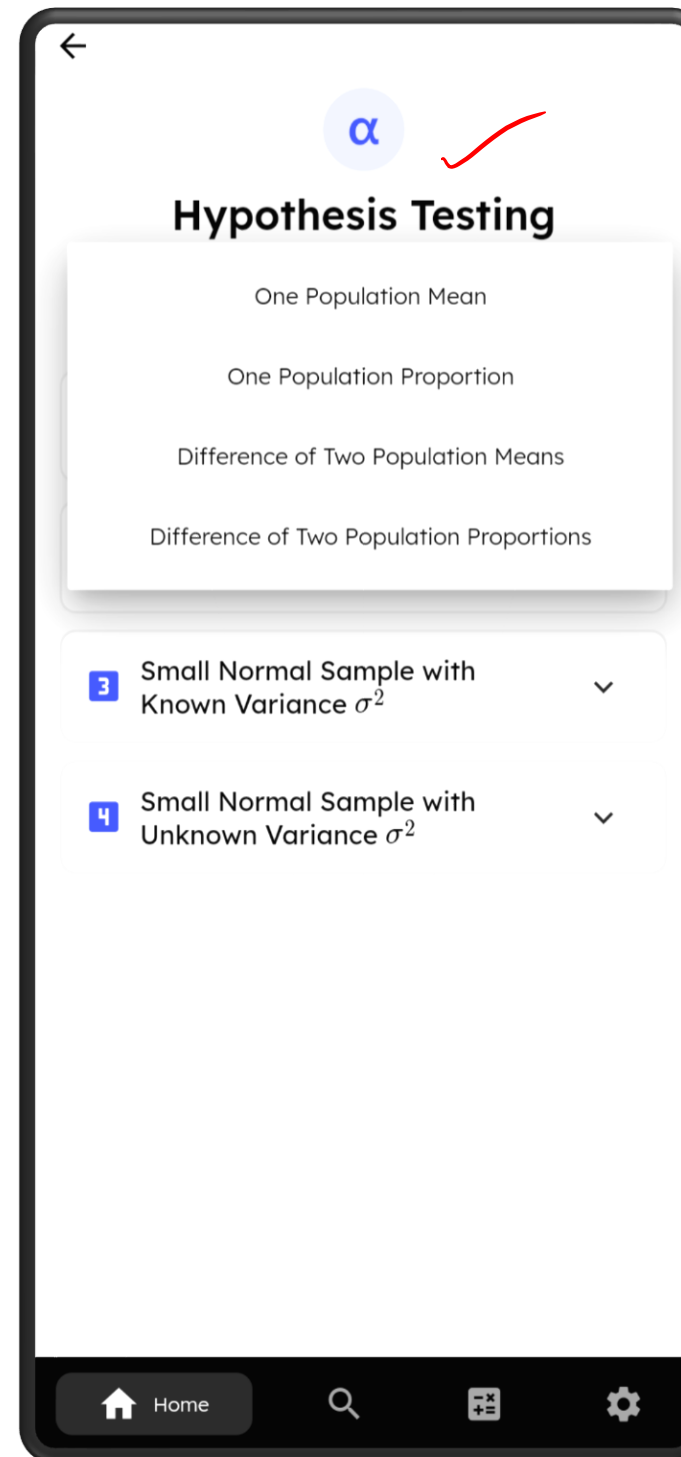 α
Hypothesis Testing
One Population Mean
One Population Proportion
Difference of Two Population Means
Difference of Two Population Proportions
3 Small Normal Sample with
Known Variance σ²
4 Small Normal Sample with
Unknown Variance σ²
Home